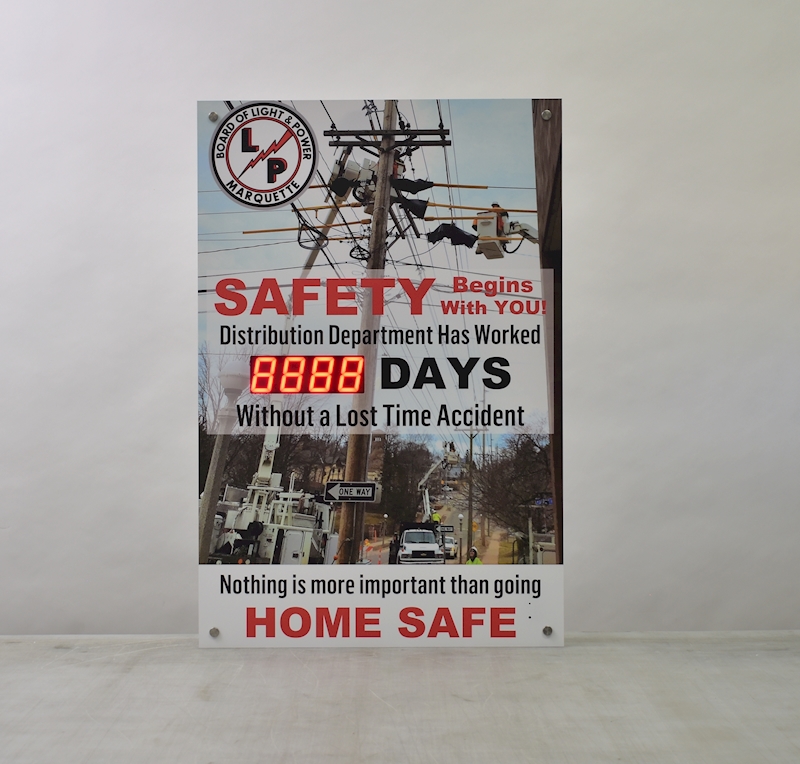 BOARD OF LIGHT & POWER
L
P
MARQUETTE
SAFETY Begins With YOU!
Distribution Department Has Worked
8888 DAYS
Without a Lost Time Accident
ONE WAY
Nothing is more important than going
HOME SAFE